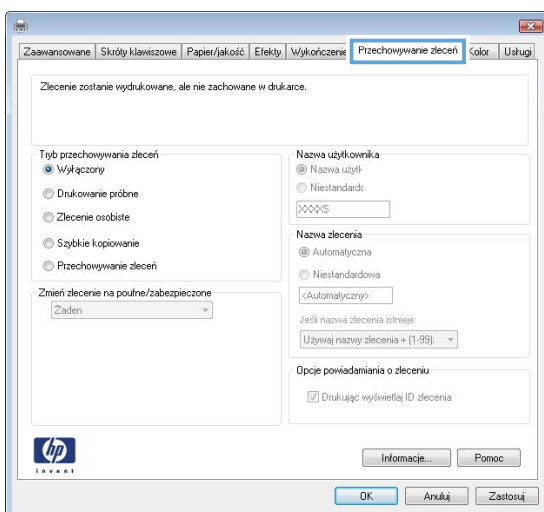 Zaawansowane Skróty klawiszowe Papier/jakość Efekty Wykończenie Przechowywanie zleceń Kolor Usługi
Zlecenie zostanie wydrukowane, ale nie zachowane w drukarce.
Tryb przechowywania zleceń
Wyłączony
Drukowanie próbne
Zlecenie osobiste
Szybkie kopiowanie
Przechowywanie zleceń
Zmień zlecenie na poufne/zabezpieczone
Żaden
Nazwa użytkownika
Nazwa użytk
Niestandardc
XXXXS
Nazwa zlecenia
Automatyczna
Niestandardowa
<Automatyczny>
Jeśli nazwa zlecenia istnieje:
Używaj nazwy zlecenia + (1-99):
Opcje powiadamiania o zleceniu
Drukując wyświetlaj ID zlecenia
hp
invent
Informacje... Pomoc
OK Anuluj Zastosuj